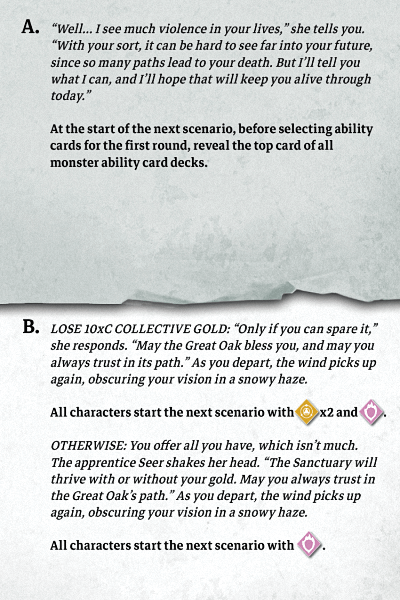 A. “Well... I see much violence in your lives,” she tells you.
“With your sort, it can be hard to see far into your future,
since so many paths lead to your death. But I’ll tell you
what I can, and I’ll hope that will keep you alive through
today.”
At the start of the next scenario, before selecting ability
cards for the first round, reveal the top card of all
monster ability card decks.
B. LOSE 10xC COLLECTIVE GOLD: “Only if you can spare it,”
she responds. “May the Great Oak bless you, and may you
always trust in its path.” As you depart, the wind picks up
again, obscuring your vision in a snowy haze.
All characters start the next scenario with x2 and .
OTHERWISE: You offer all you have, which isn’t much.
The apprentice Seer shakes her head. “The Sanctuary will
thrive with or without your gold. May you always trust in
the Great Oak’s path.” As you depart, the wind picks up
again, obscuring your vision in a snowy haze.
All characters start the next scenario with .